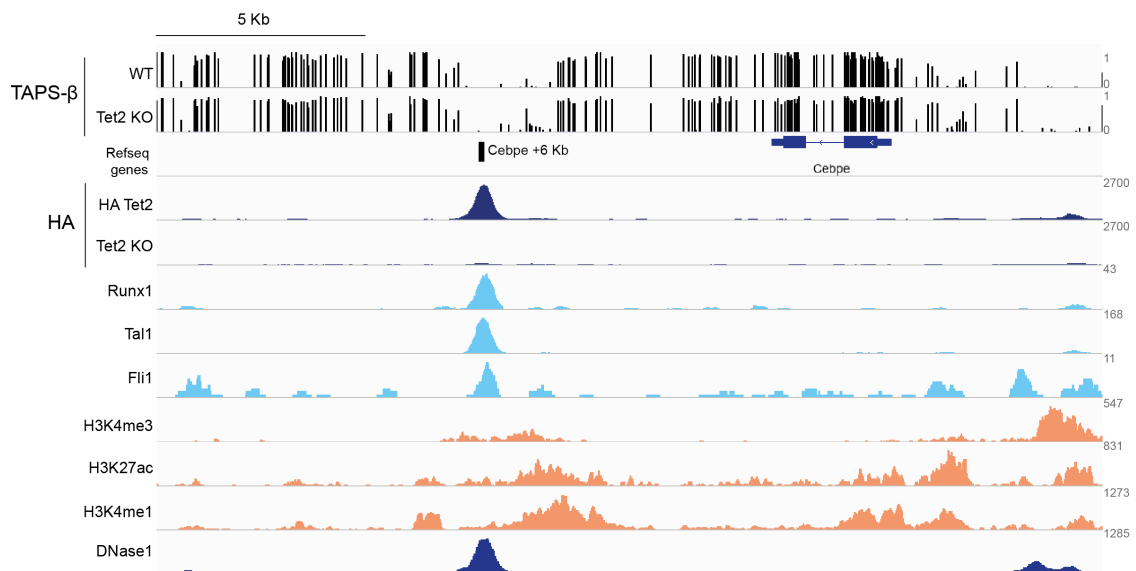 5 Kb
TAPS-β
WT
1
0
Tet2 KO
1
0
Refseq
genes
Cebpe +6 Kb
Cebpe
HA
HA Tet2
2700
Tet2 KO
2700
Runx1
43
Tal1
168
Fli1
11
H3K4me3
547
H3K27ac
831
H3K4me1
1273
DNase1
1285